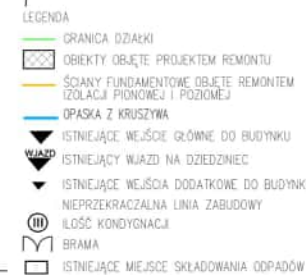 LEGENDA
GRANICA DZIAŁKI
OBIEKTY OBJĘTE PROJEKTEM REMONTU
ŚCIANY FUNDAMENTOWE OBJĘTE REMONTEM
IZOLACJI PIONOWEJ I POZIOMEJ
OPASKA Z KRUSZYWA
ISTNIEJĄCE WEJŚCIE GŁÓWNE DO BUDYNKU
WJAZD ISTNIEJĄCY WJAZD NA DZIEDZINIEC
ISTNIEJĄCE WEJŚCIA DODATKOWE DO BUDYNK
NIEPRZEKRACZALNA LINIA ZABUDOWY
III ILOŚĆ KONDYGNACJI
BRAMA
ISTNIEJĄCE MIEJSCE SKŁADOWANIA ODPADÓW